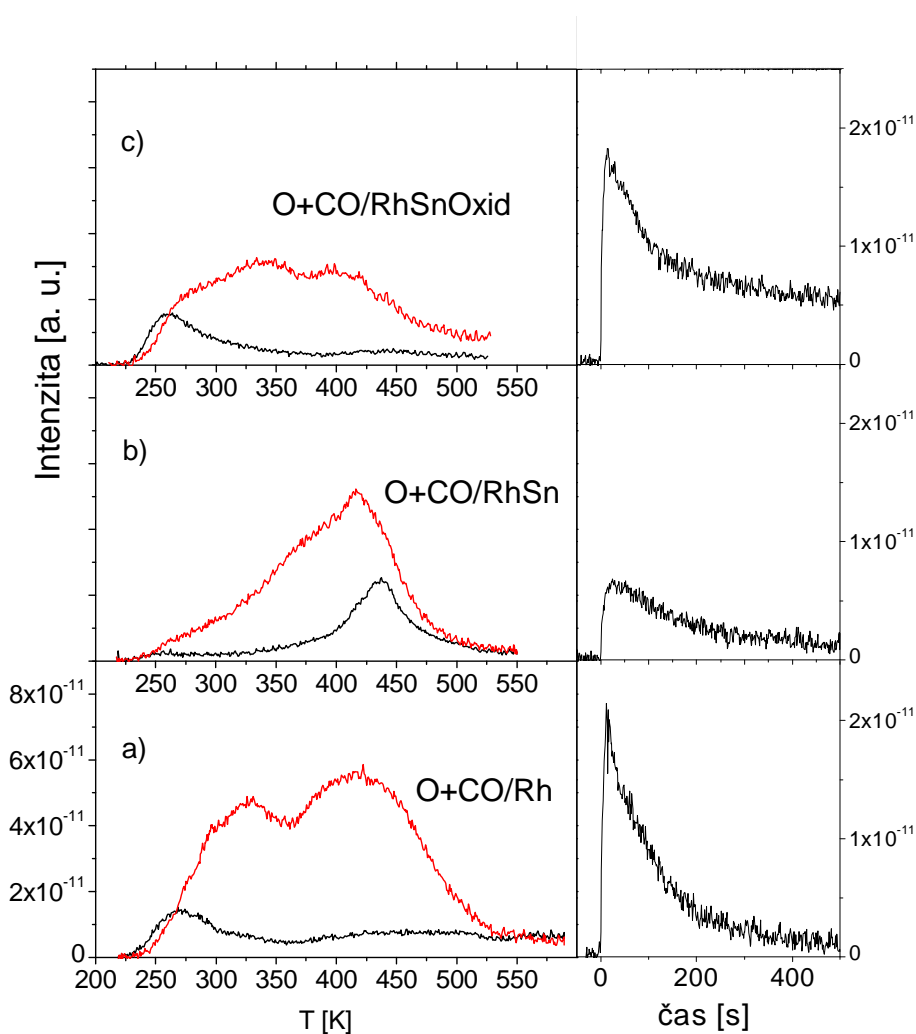 Intenzita [a. u.]
c)
O+CO/RhSnOxid
200 250 300 350 400 450 500 550
2x10⁻¹¹
1x10⁻¹¹
0
b)
O+CO/RhSn
250 300 350 400 450 500 550
2x10⁻¹¹
1x10⁻¹¹
0
8x10⁻¹¹
6x10⁻¹¹
4x10⁻¹¹
2x10⁻¹¹
0
a)
O+CO/Rh
200 250 300 350 400 450 500 550
T [K]
2x10⁻¹¹
1x10⁻¹¹
0
0 200 400
čas [s]